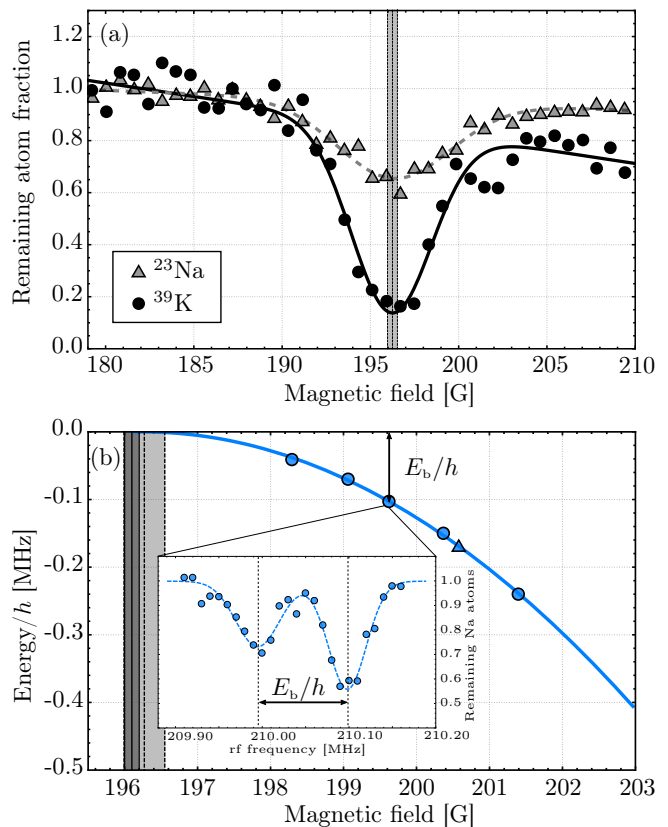 (a)
Remaining atom fraction
1.2
1.0
0.8
0.6
0.4
0.2
0.0
²³Na
³⁹K
180 185 190 195 200 205 210
Magnetic field [G]
(b)
Energy/h [MHz]
0.0
-0.1
-0.2
-0.3
-0.4
-0.5
E_b/h
E_b/h
1.0
0.9
0.8
0.7
0.6
0.5
Remaining Na atoms
209.90 210.00 210.10 210.20
rf frequency [MHz]
196 197 198 199 200 201 202 203
Magnetic field [G]